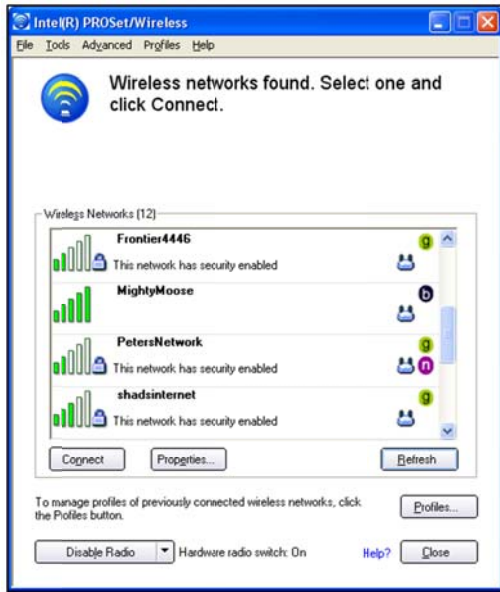 Intel(R) PROSet/Wireless
File Tools Advanced Profiles Help
Wireless networks found. Select one and
click Connect.
Wireless Networks (12)
Frontier4446 g
This network has security enabled
MightyMoose b
PetersNetwork g
This network has security enabled n
shadsinternet g
This network has security enabled
Connect Properties... Refresh
To manage profiles of previously connected wireless networks, click
the Profiles button. Profiles...
Disable Radio Hardware radio switch: On Help? Close